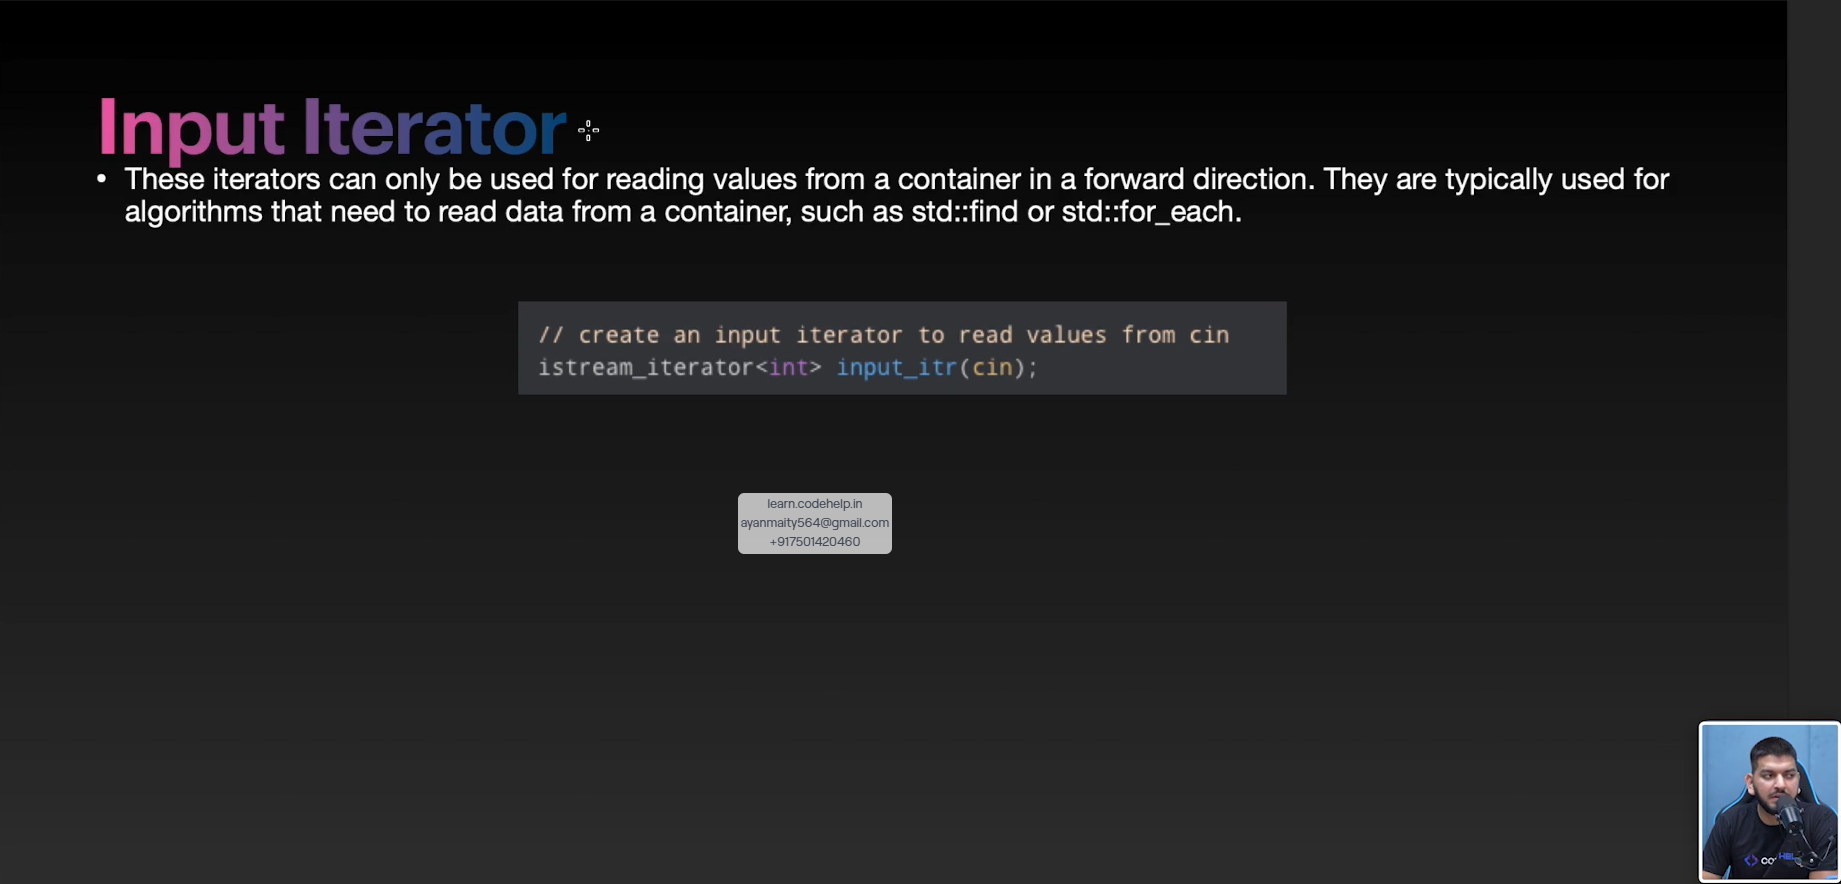 Input Iterator
• These iterators can only be used for reading values from a container in a forward direction. They are typically used for
algorithms that need to read data from a container, such as std::find or std::for_each.
// create an input iterator to read values from cin
istream_iterator<int> input_itr(cin);
learn.codehelp.in
ayanmaity564@gmail.com
+917501420460